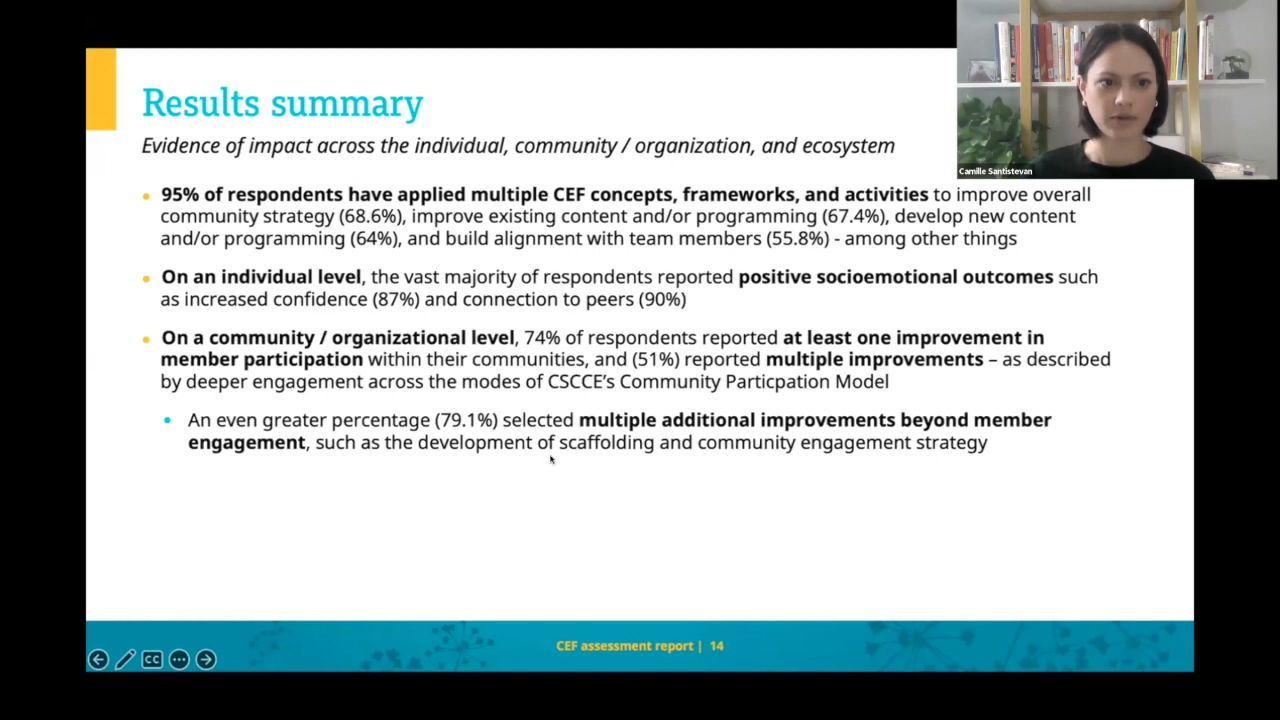 Results summary
Evidence of impact across the individual, community / organization, and ecosystem
Camille Santistevan
• 95% of respondents have applied multiple CEF concepts, frameworks, and activities to improve overall
community strategy (68.6%), improve existing content and/or programming (67.4%), develop new content
and/or programming (64%), and build alignment with team members (55.8%) - among other things
• On an individual level, the vast majority of respondents reported positive socioemotional outcomes such
as increased confidence (87%) and connection to peers (90%)
• On a community / organizational level, 74% of respondents reported at least one improvement in
member participation within their communities, and (51%) reported multiple improvements – as described
by deeper engagement across the modes of CSCCE’s Community Particpation Model
• An even greater percentage (79.1%) selected multiple additional improvements beyond member
engagement, such as the development of scaffolding and community engagement strategy
CEF assessment report | 14
CC